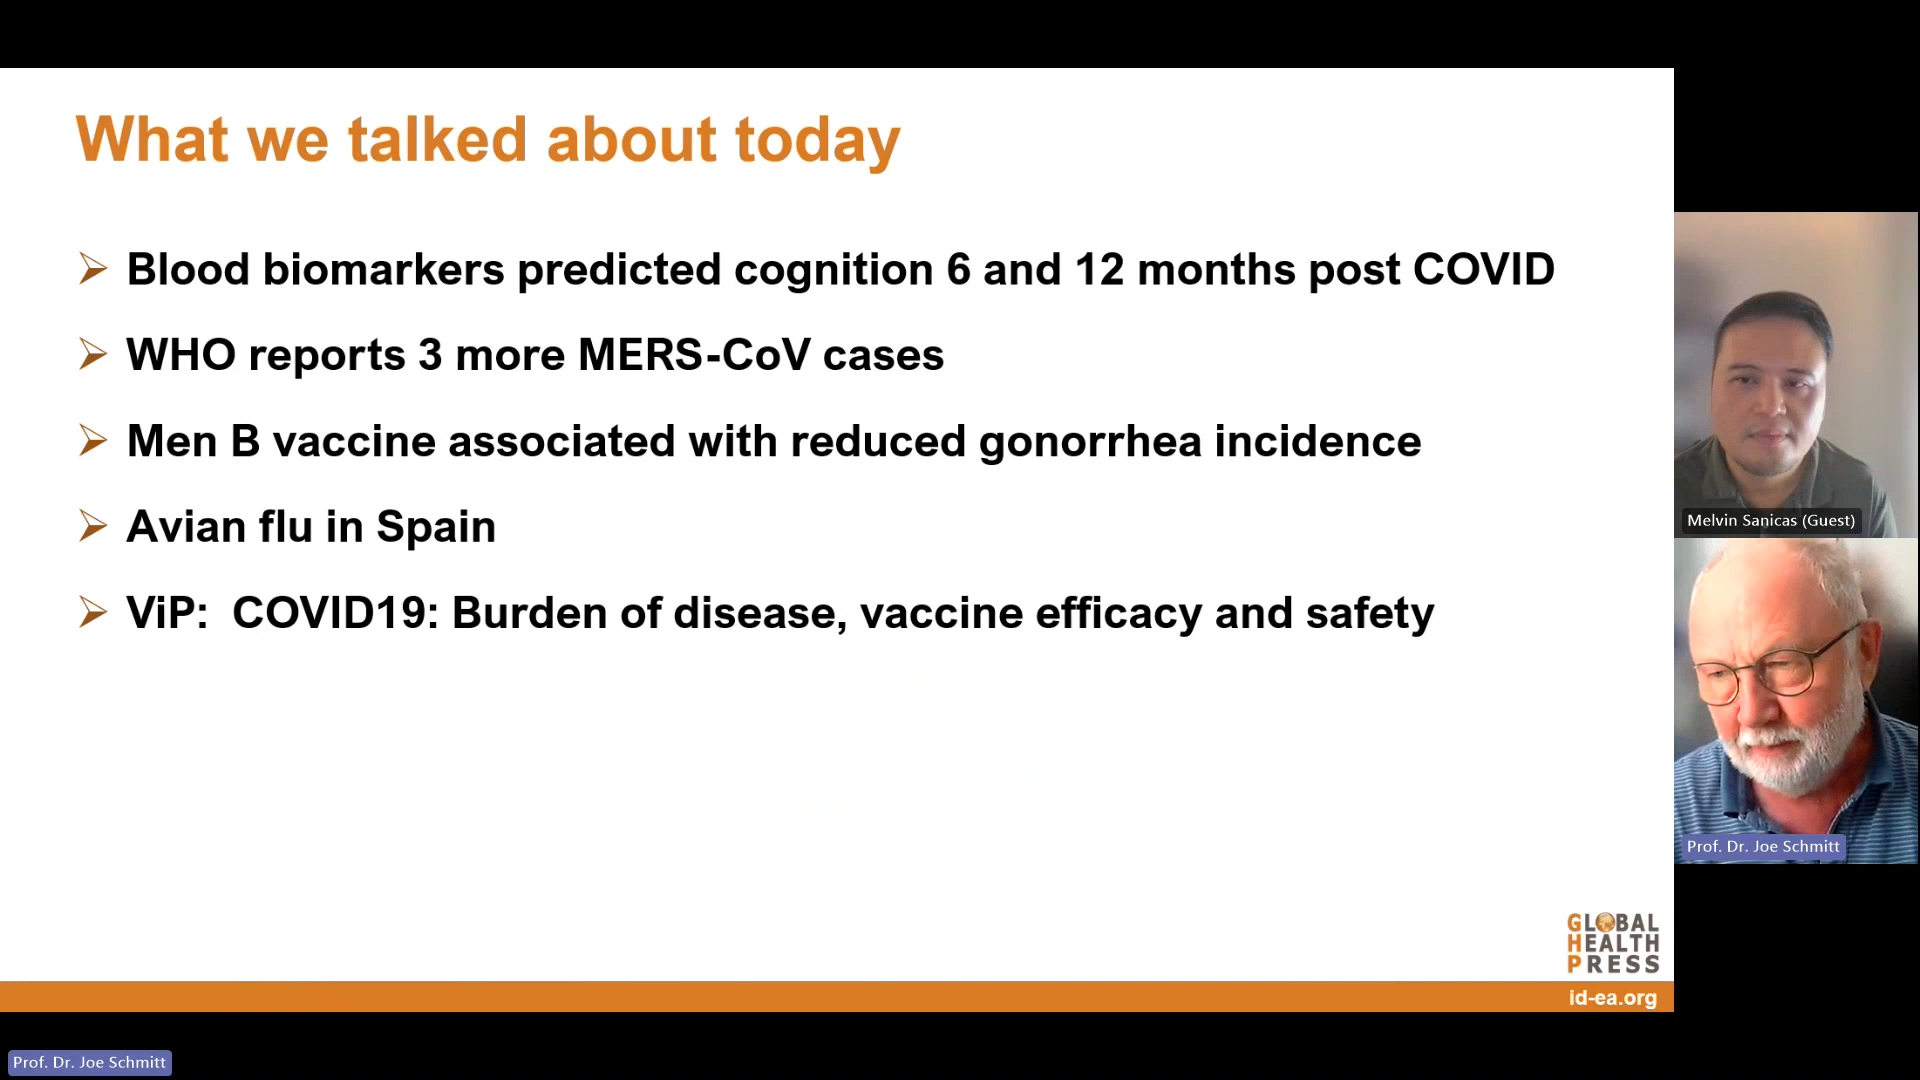 What we talked about today
Blood biomarkers predicted cognition 6 and 12 months post COVID
WHO reports 3 more MERS-CoV cases
Men B vaccine associated with reduced gonorrhea incidence
Avian flu in Spain
ViP:  COVID19: Burden of disease, vaccine efficacy and safety
Melvin Sanicas (Guest)
Prof. Dr. Joe Schmitt
GLOBAL
HEALTH
PRESS
id-ea.org
Prof. Dr. Joe Schmitt